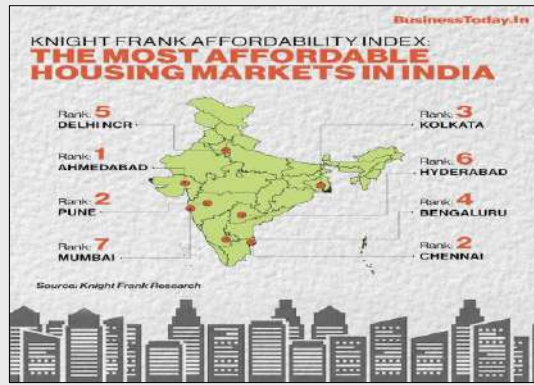 BusinessToday.In
KNIGHT FRANK AFFORDABILITY INDEX:
THE MOST AFFORDABLE
HOUSING MARKETS IN INDIA
Rank: 5
DELHI NCR
Rank: 1
AHMEDABAD
Rank: 2
PUNE
Rank: 7
MUMBAI
Rank: 3
KOLKATA
Rank: 6
HYDERABAD
Rank: 4
BENGALURU
Rank: 2
CHENNAI
Source: Knight Frank Research